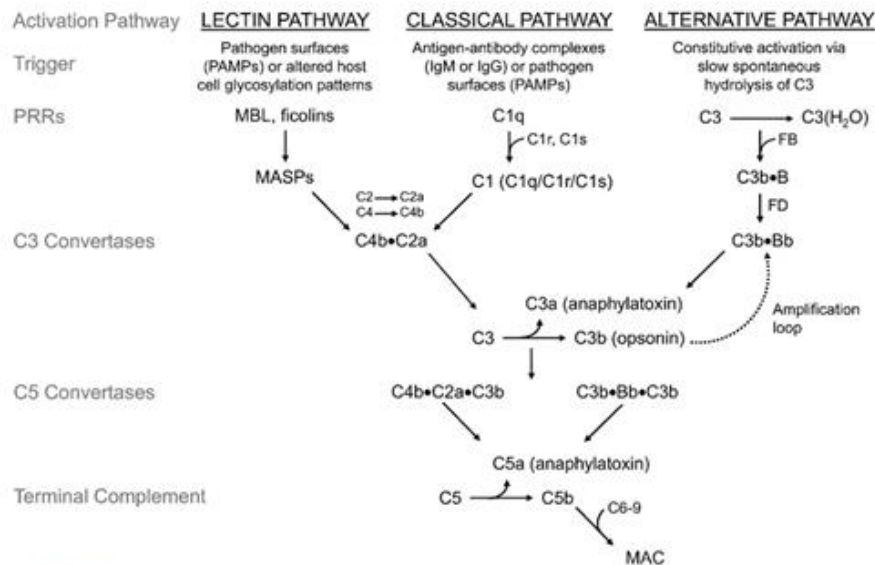 Activation Pathway
LECTIN PATHWAY
CLASSICAL PATHWAY
ALTERNATIVE PATHWAY
Trigger
Pathogen surfaces
(PAMPs) or altered host
cell glycosylation patterns
Antigen-antibody complexes
(IgM or IgG) or pathogen
surfaces (PAMPs)
Constitutive activation via
slow spontaneous
hydrolysis of C3
PRRs
MBL, ficolins
C1q
C3
C3(H₂O)
C1r, C1s
FB
MASPs
C1 (C1q/C1r/C1s)
C3b•B
C2
C2a
C4
C4b
FD
C3 Convertases
C4b•C2a
C3b•Bb
C3a (anaphylatoxin)
Amplification
loop
C3
C3b (opsonin)
C5 Convertases
C4b•C2a•C3b
C3b•Bb•C3b
C5a (anaphylatoxin)
Terminal Complement
C5
C5b
C6-9
MAC